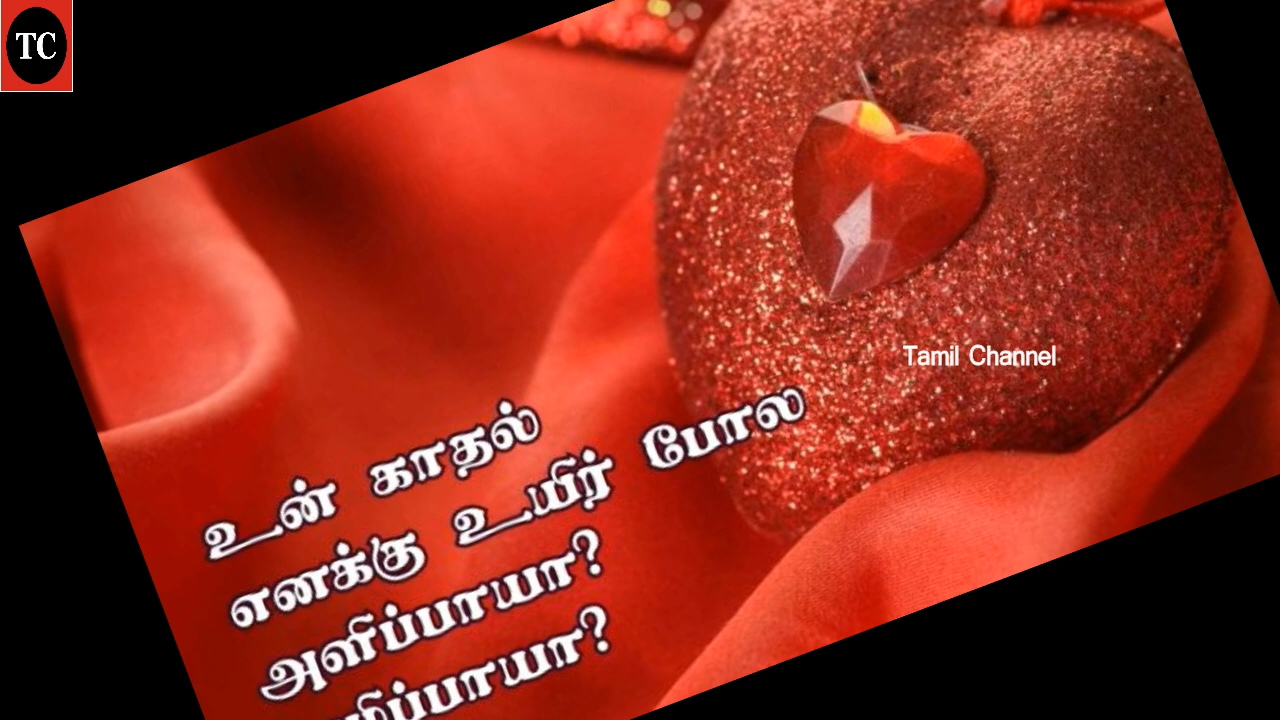 TC
Tamil Channel
உன் காதல்
எனக்கு உயிர் போல
அளிப்பாயா?